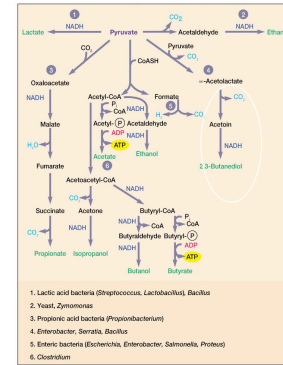 1 CO₂ 2
Lactate NADH Pyruvate Acetaldehyde NADH Ethan
CO₂ CoASH Pyruvate
3 CO₂ 4
Oxaloacetate Formate ∝-Acetolactate
NADH Acetyl-CoA NADH 5 CO₂
Pi CoA H₂ CO₂
Malate Acetyl-P Acetaldehyde Acetoin
H₂O ADP NADH NADH
ATP
Fumarate Acetate Ethanol 2,3-Butanediol
6
NADH Acetoacetyl-CoA NADH
Succinate Acetone Butyryl-CoA
CO₂ CO₂ NADH CoA Pi CoA
NADH Butyraldehyde Butyryl-P
NADH ADP
ATP
Propionate Isopropanol Butanol Butyrate
1. Lactic acid bacteria (Streptococcus, Lactobacillus), Bacillus
2. Yeast, Zymomonas
3. Propionic acid bacteria (Propionibacterium)
4. Enterobacter, Serratia, Bacillus
5. Enteric bacteria (Escherichia, Enterobacter, Salmonella, Proteus)
6. Clostridium